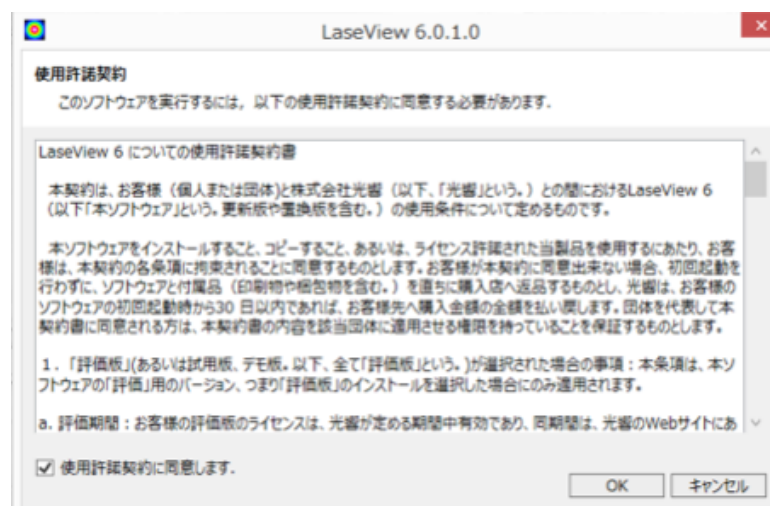 LaseView 6.0.1.0
使用許諾契約
このソフトウェアを実行するには，以下の使用許諾契約に同意する必要があります．
LaseView 6 についての使用許諾契約書
本契約は、お客様（個人または団体)と株式会社光響（以下、「光響」という。）との間におけるLaseView 6
（以下「本ソフトウェア」という。更新版や置換版を含む。）の使用条件について定めるものです。
本ソフトウェアをインストールすること、コピーすること、あるいは、ライセンス許諾された当製品を使用するにあたり、お客
様は、本契約の各条項に拘束されることに同意するものとします。お客様が本契約に同意出来ない場合、初回起動を
行わずに、ソフトウェアと付属品（印刷物や梱包物を含む。）を直ちに購入店へ返品するものとし、光響は、お客様の
ソフトウェアの初回起動時から30 日以内であれば、お客様先へ購入金額の全額を払い戻します。団体を代表して本
契約書に同意される方は、本契約書の内容を該当団体に適用させる権限を持っていることを保証するものとします。
１．「評価版」(あるいは試用版、デモ版。以下、全て「評価版」という。)が選択された場合の事項：本条項は、本ソ
フトウェアの「評価」用のバージョン、つまり「評価版」のインストールを選択した場合にのみ適用されます。
a. 評価期間：お客様の評価版のライセンスは、光響が定める期間中有効であり、同期間は、光響のWebサイトにあ
使用許諾契約に同意します．
OK キャンセル